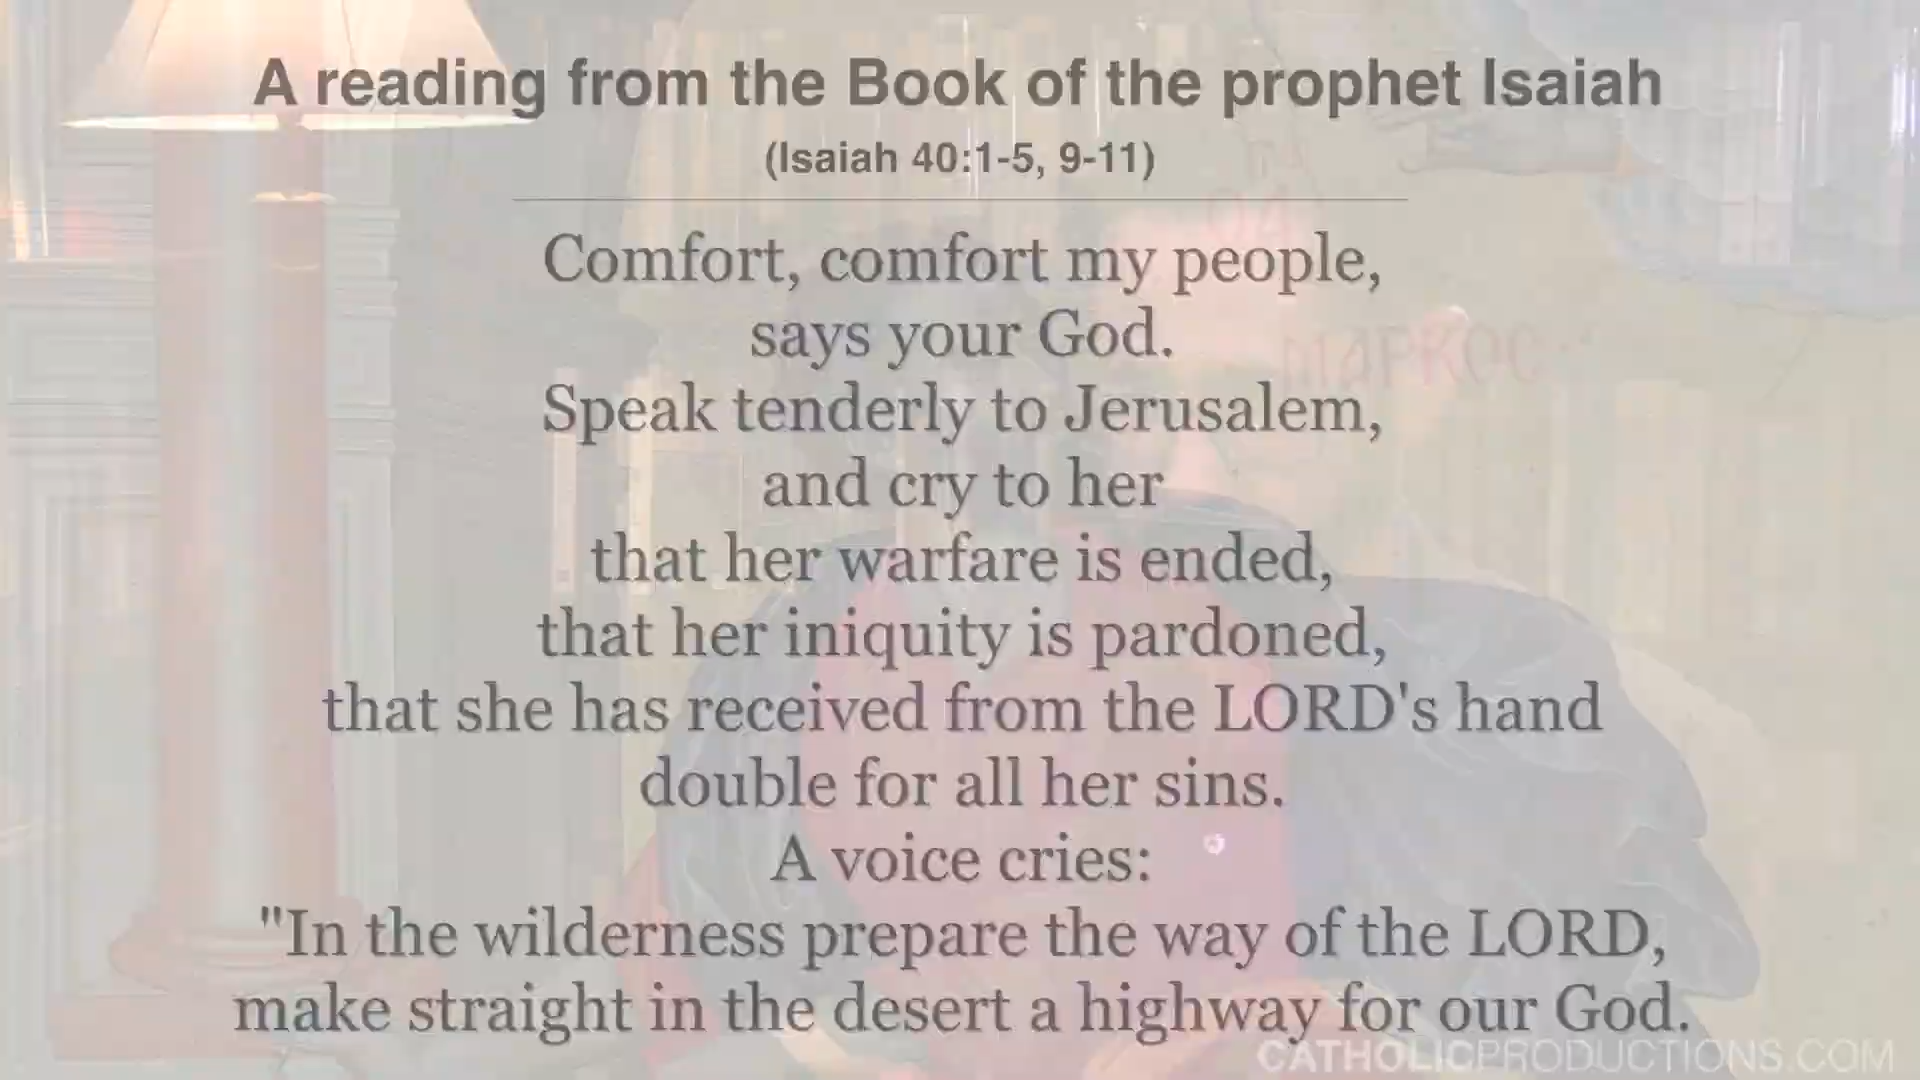 A reading from the Book of the prophet Isaiah
(Isaiah 40:1-5, 9-11)
Comfort, comfort my people,
says your God.
Speak tenderly to Jerusalem,
and cry to her
that her warfare is ended,
that her iniquity is pardoned,
that she has received from the LORD's hand
double for all her sins.
A voice cries:
"In the wilderness prepare the way of the LORD,
make straight in the desert a highway for our God.
CATHOLICPRODUCTIONS.COM
ΜΑΡΚΟС